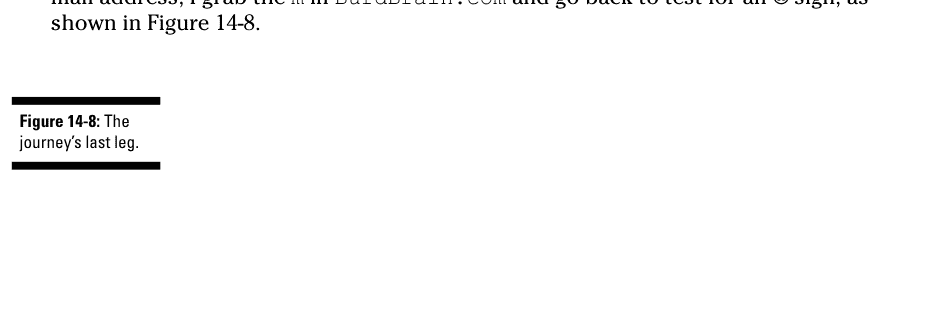 mail address, I grab the m in BurdBrain.com and go back to test for an @ sign, as
shown in Figure 14-8.
Figure 14-8: The
journey's last leg.